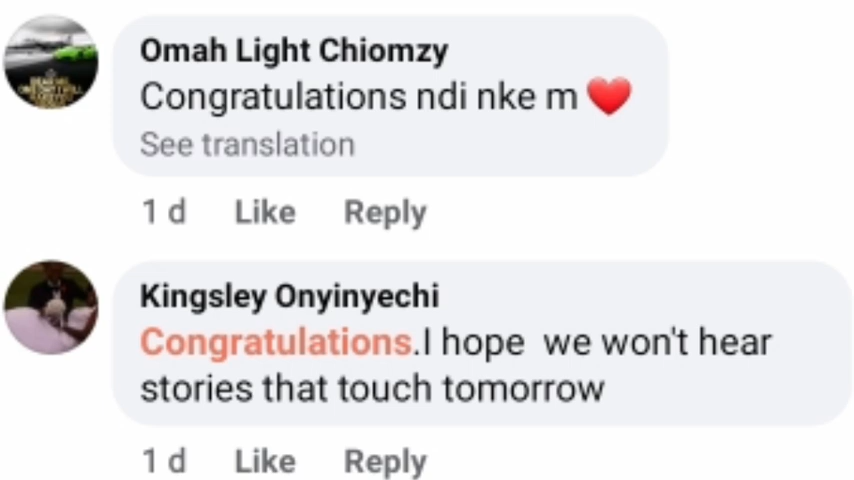 Omah Light Chiomzy
Congratulations ndi nke m ❤️
See translation
1 d Like Reply
Kingsley Onyinyechi
Congratulations.I hope we won't hear
stories that touch tomorrow
1 d Like Reply